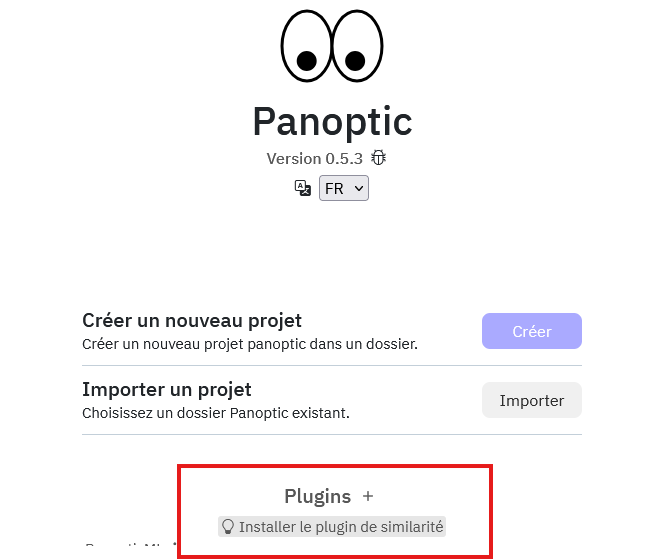 Panoptic
Version 0.5.3
FR
Créer un nouveau projet
Créer un nouveau projet panoptic dans un dossier.
Créer
Importer un projet
Choisissez un dossier Panoptic existant.
Importer
Plugins +
Installer le plugin de similarité